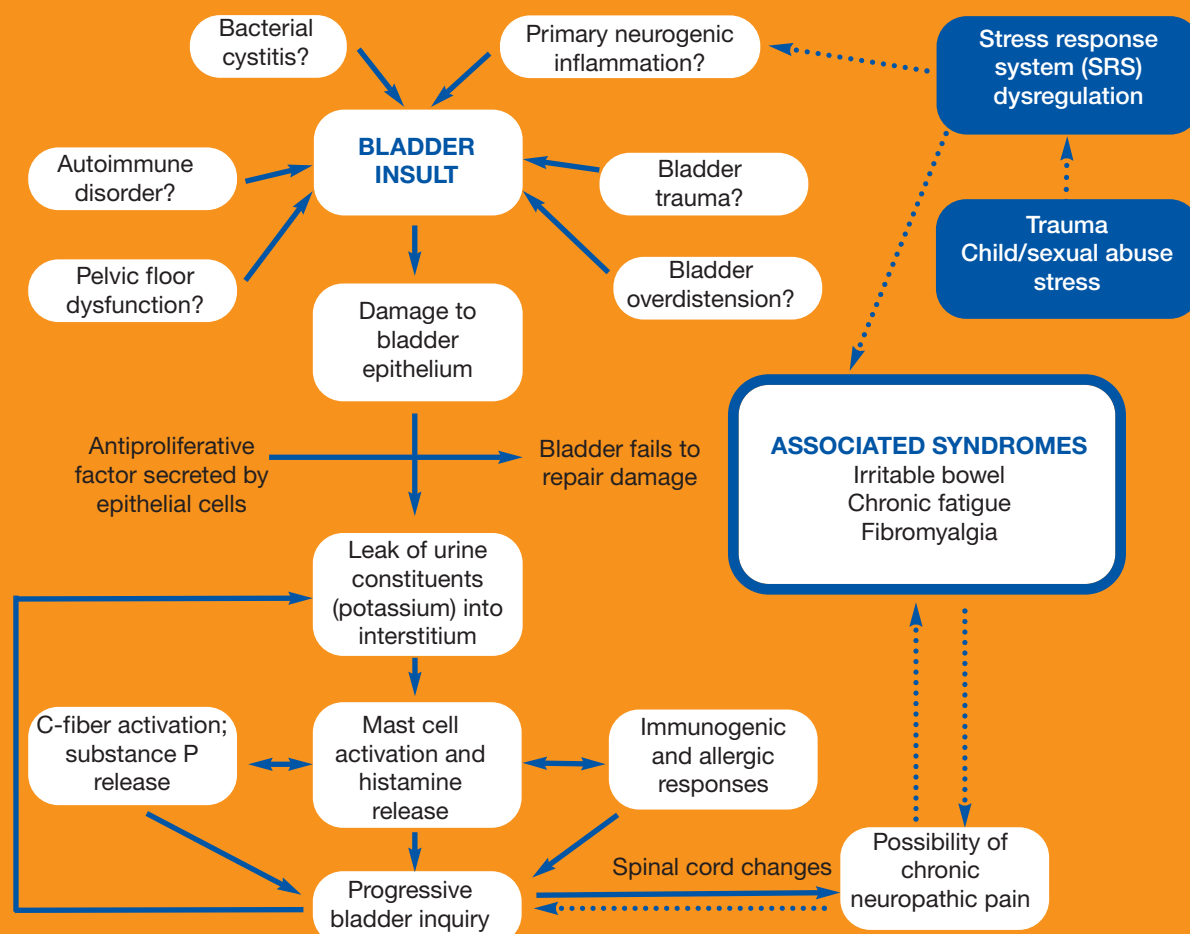 Bacterial
cystitis?
Primary neurogenic
inflammation?
Stress response
system (SRS)
dysregulation
BLADDER
INSULT
Autoimmune
disorder?
Bladder
trauma?
Trauma
Child/sexual abuse
stress
Pelvic floor
dysfunction?
Bladder
overdistension?
Damage to
bladder
epithelium
Antiproliferative
factor secreted by
epithelial cells
Bladder fails to
repair damage
ASSOCIATED SYNDROMES
Irritable bowel
Chronic fatigue
Fibromyalgia
Leak of urine
constituents
(potassium) into
interstitium
C-fiber activation;
substance P
release
Mast cell
activation and
histamine
release
Immunogenic
and allergic
responses
Spinal cord changes
Possibility of
chronic
neuropathic pain
Progressive
bladder inquiry